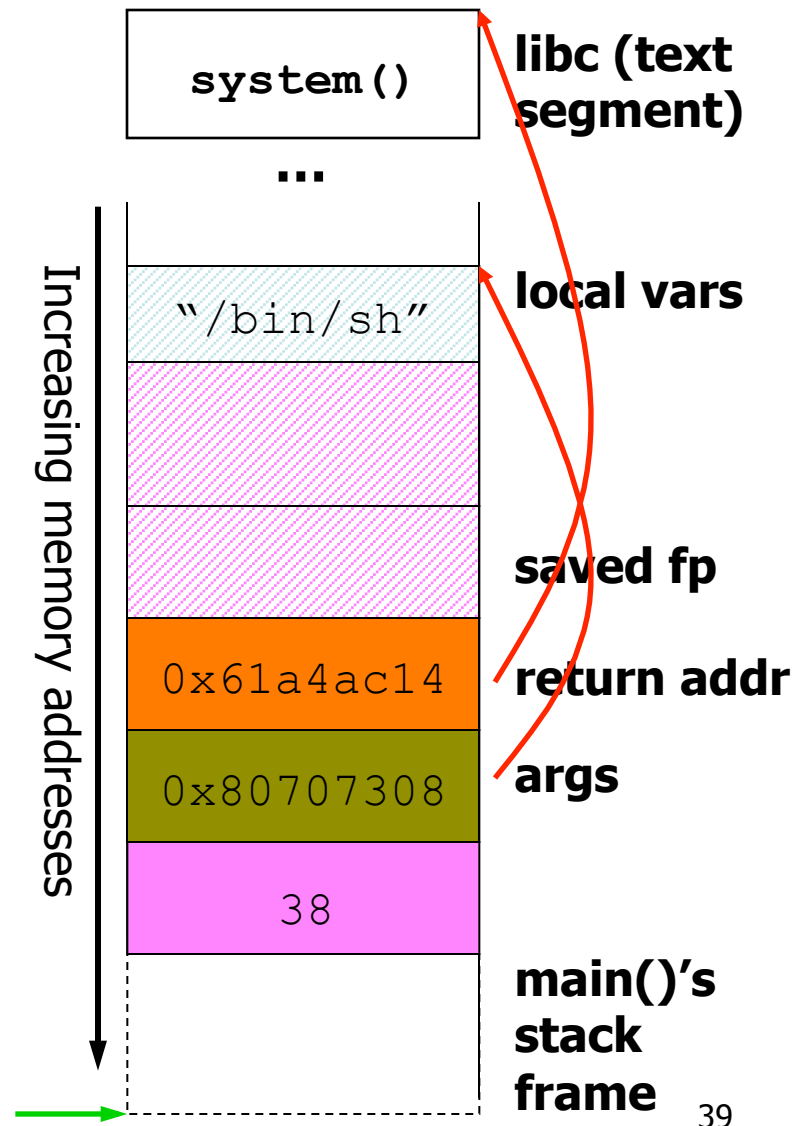 system()
libc (text
segment)
...
Increasing memory addresses
“/bin/sh”
local vars
saved fp
0x61a4ac14
return addr
0x80707308
args
38
main()’s
stack
frame
39